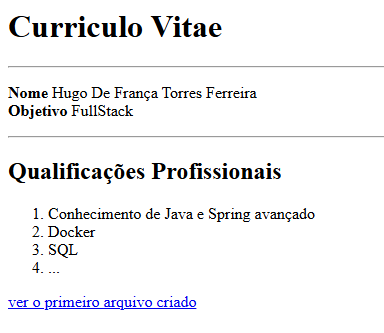 Curriculo Vitae
Nome Hugo De França Torres Ferreira
Objetivo FullStack
Qualificações Profissionais
1. Conhecimento de Java e Spring avançado
2. Docker
3. SQL
4. ...
ver o primeiro arquivo criado